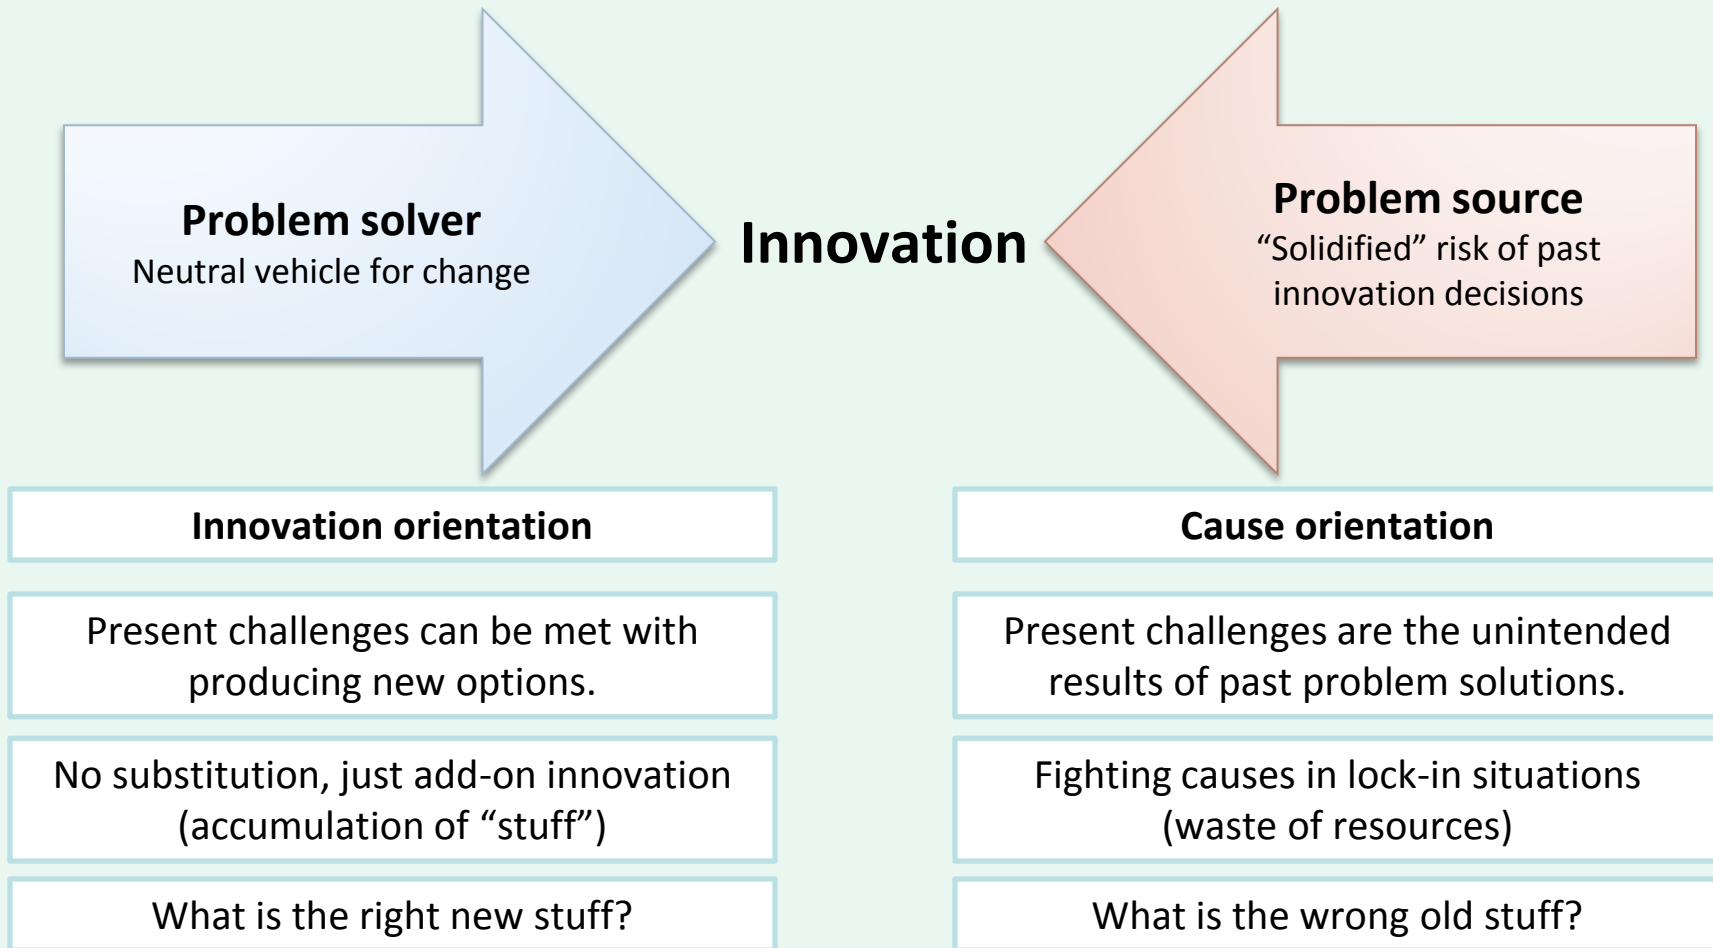 Problem solver
Neutral vehicle for change
Innovation
Problem source
“Solidified” risk of past
innovation decisions
Innovation orientation
Present challenges can be met with
producing new options.
No substitution, just add-on innovation
(accumulation of “stuff”)
What is the right new stuff?
Cause orientation
Present challenges are the unintended
results of past problem solutions.
Fighting causes in lock-in situations
(waste of resources)
What is the wrong old stuff?